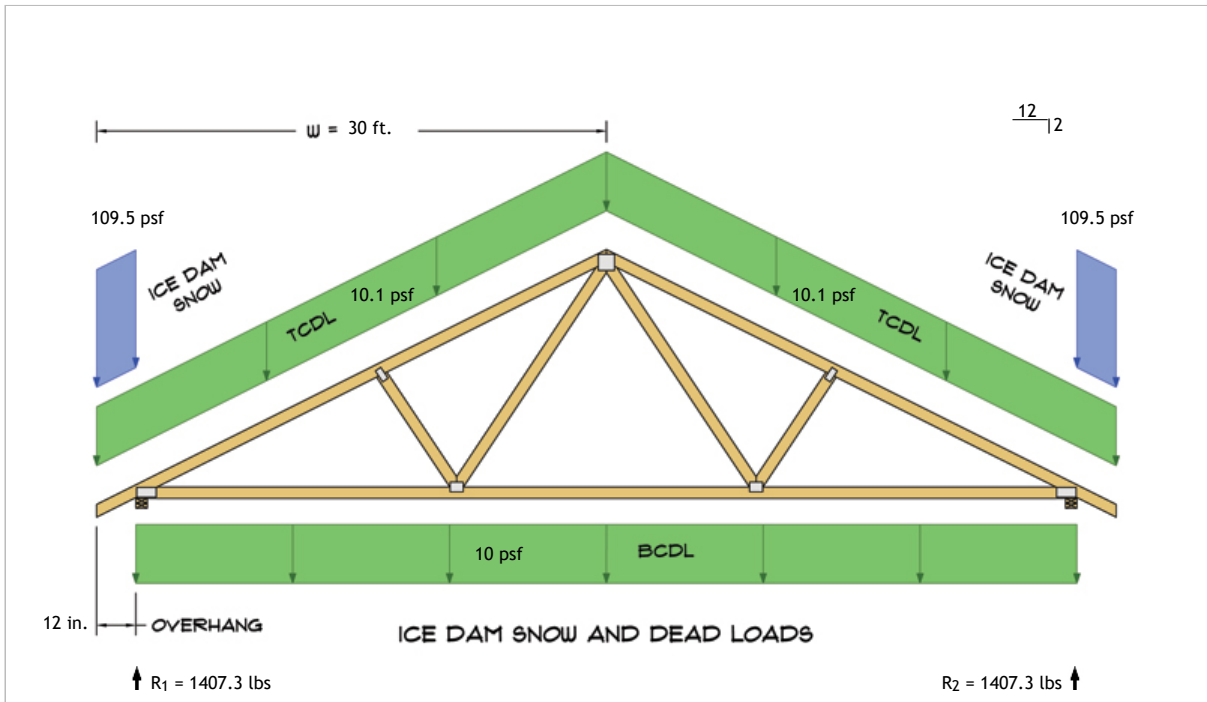 12
2
W = 30 ft.
109.5 psf
109.5 psf
ICE DAM
SNOW
ICE DAM
SNOW
10.1 psf
10.1 psf
TCDL
TCDL
10 psf
BCDL
12 in.
OVERHANG
ICE DAM SNOW AND DEAD LOADS
R1 = 1407.3 lbs
R2 = 1407.3 lbs